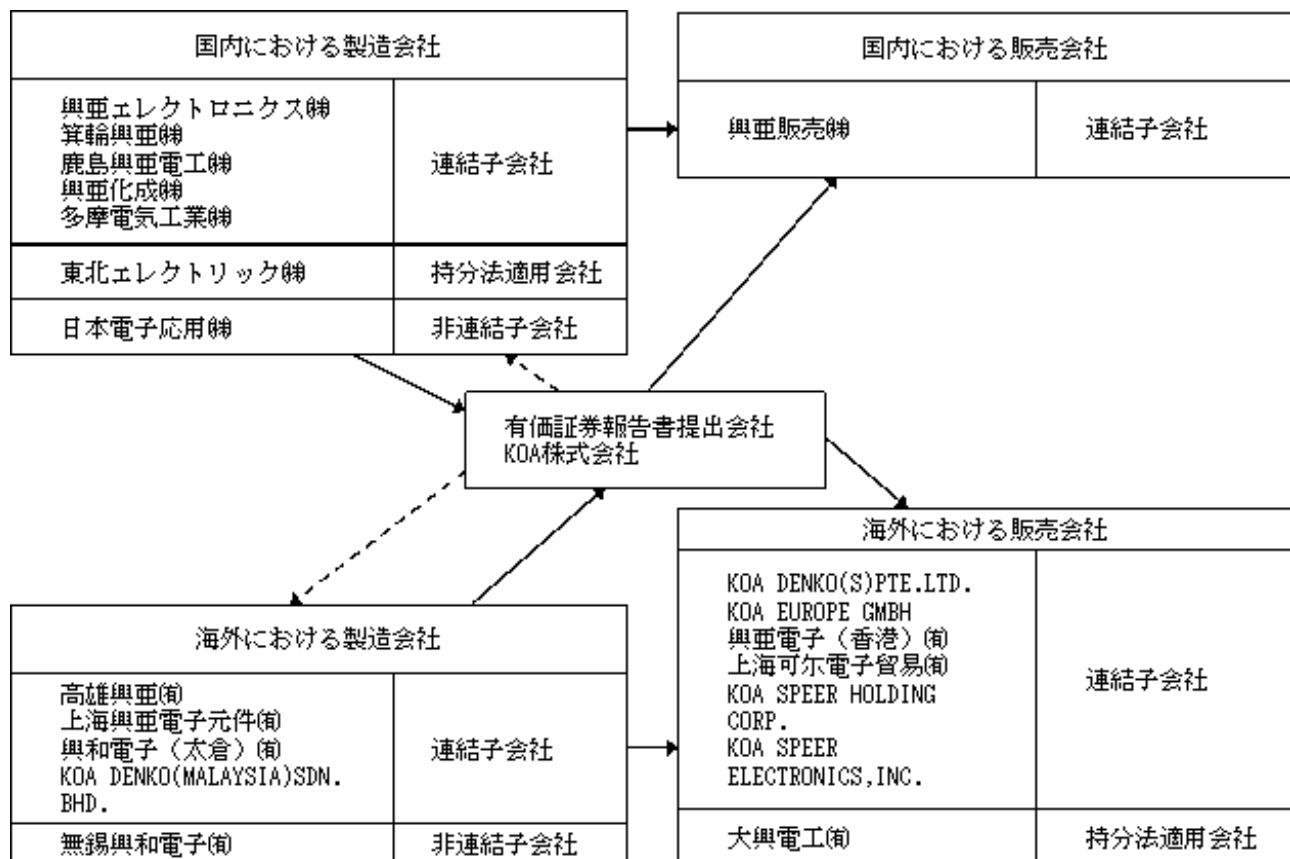 国内における製造会社
興亜エレクトロニクス㈱
箕輪興亜㈱
鹿島興亜電工㈱
興亜化成㈱
多摩電気工業㈱
連結子会社
東北エレクトリック㈱
持分法適用会社
日本電子応用㈱
非連結子会社
国内における販売会社
興亜販売㈱
連結子会社
有価証券報告書提出会社
KOA株式会社
海外における製造会社
高雄興亜㈲
上海興亜電子元件㈲
興和電子（太倉）㈲
KOA DENKO(MALAYSIA)SDN.
BHD.
連結子会社
無錫興和電子㈲
非連結子会社
海外における販売会社
KOA DENKO(S)PTE.LTD.
KOA EUROPE GMBH
興亜電子（香港）㈲
上海可尓電子貿易㈲
KOA SPEER HOLDING
CORP.
KOA SPEER
ELECTRONICS,INC.
連結子会社
大興電工㈲
持分法適用会社